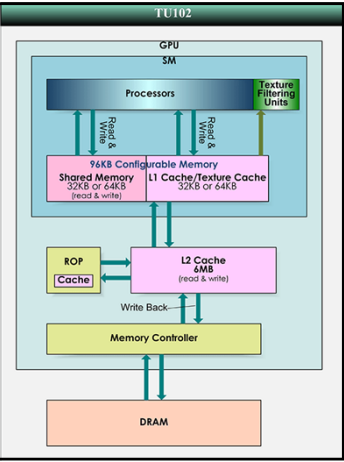 TU102
GPU
SM
Processors
Texture
Filtering
Units
Read &
Write
Read &
Write
96KB Configurable Memory
Shared Memory
32KB or 64KB
(read & write)
L1 Cache/Texture Cache
32KB or 64KB
ROP
Cache
L2 Cache
6MB
(read & write)
Write Back
Memory Controller
DRAM